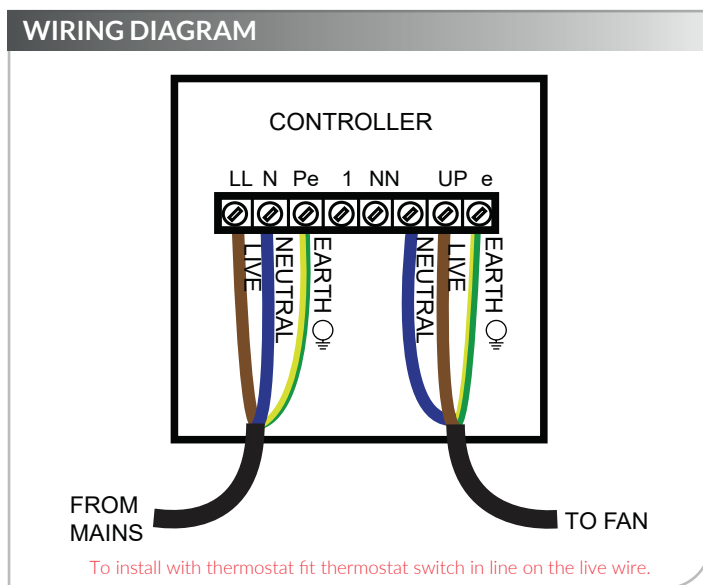 WIRING DIAGRAM
CONTROLLER
LL N Pe 1 NN UP e
LIVE
NEUTRAL
EARTH
NEUTRAL
LIVE
EARTH
FROM
MAINS
TO FAN
To install with thermostat fit thermostat switch in line on the live wire.